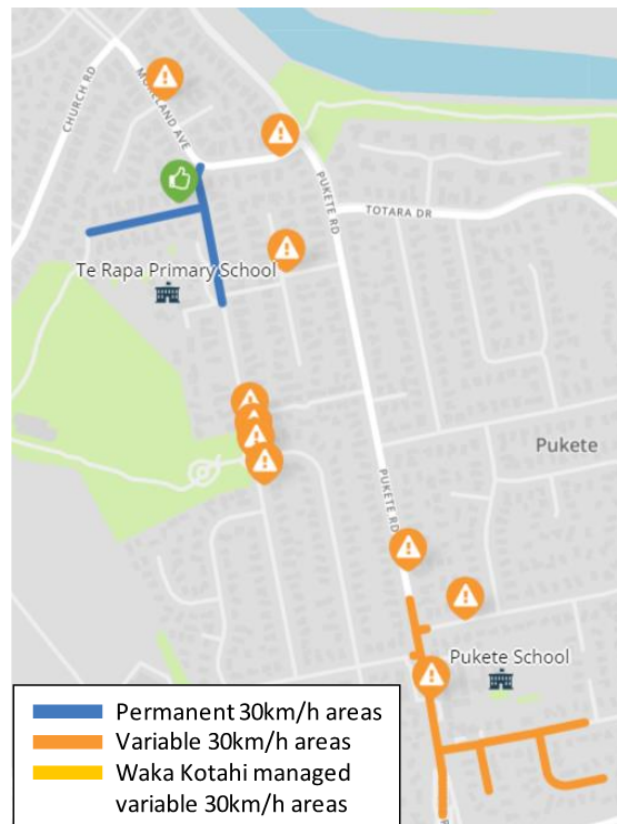 CHURCH RD
MORELAND AVE
PUKETE RD
TOTARA DR
Te Rapa Primary School
Pukete
PUKETE RD
Pukete School
Permanent 30km/h areas
Variable 30km/h areas
Waka Kotahi managed
variable 30km/h areas